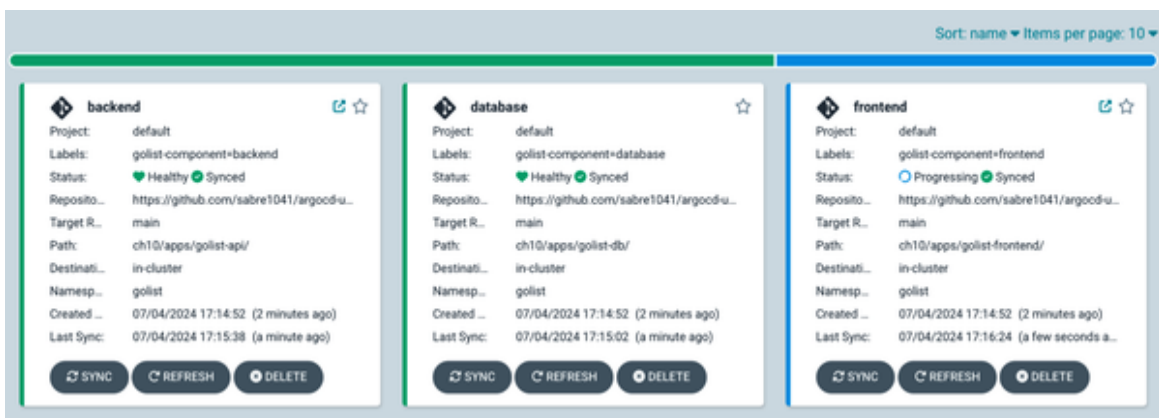 Sort: name Items per page: 10
backend
Project: default
Labels: golist-component=backend
Status: Healthy Synced
Reposito... https://github.com/sabre1041/argocd-u...
Target R... main
Path: ch10/apps/golist-api/
Destinati... in-cluster
Namesp... golist
Created ... 07/04/2024 17:14:52 (2 minutes ago)
Last Sync: 07/04/2024 17:15:38 (a minute ago)
SYNC REFRESH DELETE
database
Project: default
Labels: golist-component=database
Status: Healthy Synced
Reposito... https://github.com/sabre1041/argocd-u...
Target R... main
Path: ch10/apps/golist-db/
Destinati... in-cluster
Namesp... golist
Created ... 07/04/2024 17:14:52 (2 minutes ago)
Last Sync: 07/04/2024 17:15:02 (a minute ago)
SYNC REFRESH DELETE
frontend
Project: default
Labels: golist-component=frontend
Status: Progressing Synced
Reposito... https://github.com/sabre1041/argocd-u...
Target R... main
Path: ch10/apps/golist-frontend/
Destinati... in-cluster
Namesp... golist
Created ... 07/04/2024 17:14:52 (2 minutes ago)
Last Sync: 07/04/2024 17:16:24 (a few seconds a...
SYNC REFRESH DELETE